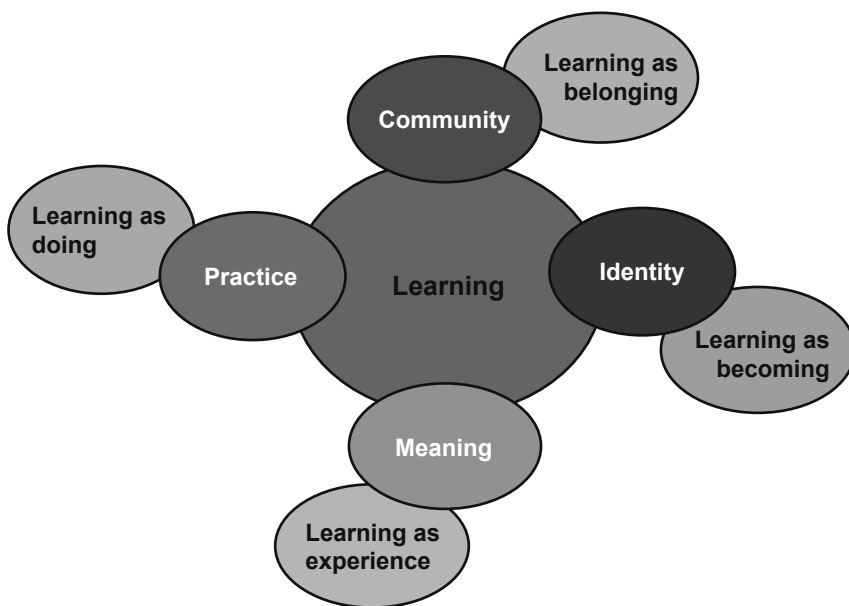 Learning as
belonging
Community
Learning as
doing
Practice
Learning
Identity
Learning as
becoming
Meaning
Learning as
experience